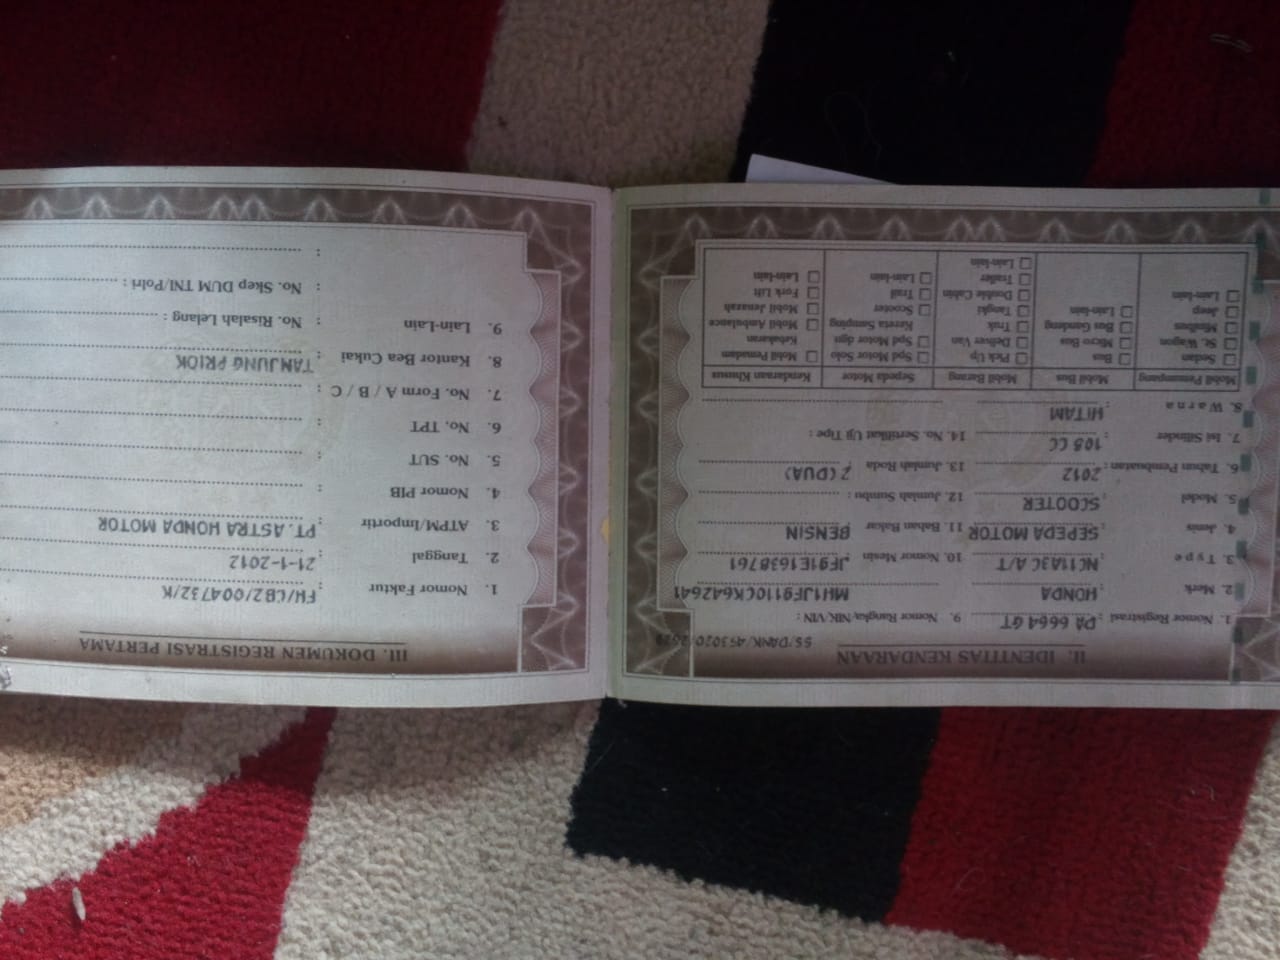 II. IDENTITAS KENDARAAN
1. Nomor Registrasi : DA 6664 GT
2. Merk : HONDA
3. Type : NC11A3C A/T
4. Jenis : SEPEDA MOTOR
5. Model : SCOOTER
6. Tahun Pembuatan : 2012
7. Isi Silinder : 108 CC
8. Warna : HITAM
9. Nomor Rangka/NIK/VIN : MH1JF9110CK642641
10. Nomor Mesin : JF91E1638761
11. Bahan Bakar : BENSIN
12. Jumlah Sumbu :
13. Jumlah Roda : 2 (DUA)
14. No. Sertifikat Uji Tipe :
Mobil Penumpang
Sedan
St. Wagon
Minibus
Jeep
Lain-lain
Mobil Bus
Bus
Micro Bus
Bus Gandeng
Lain-lain
Mobil Barang
Pick Up
Deliver Van
Truk
Tangki
Double Cabin
Trailer
Lain-lain
Sepeda Motor
Spd Motor Solo
Spd Motor dgn
Kereta Samping
Scooter
Trail
Lain-lain
Kendaraan Khusus
Mobil Pemadam
Kebakaran
Mobil Ambulance
Mobil Jenazah
Fork Lift
Lain-lain
III. DOKUMEN REGISTRASI PERTAMA
1. Nomor Faktur : FH/CB2/004732/K
2. Tanggal : 21-1-2012
3. ATPM/Importir : PT. ASTRA HONDA MOTOR
4. Nomor PIB :
5. No. SUT :
6. No. TPT :
7. No. Form A / B / C :
8. Kantor Bea Cukai : TANJUNG PRIOK
9. Lain-Lain : No. Risalah Lelang :
: No. Skep DUM TNI/Polri :
: